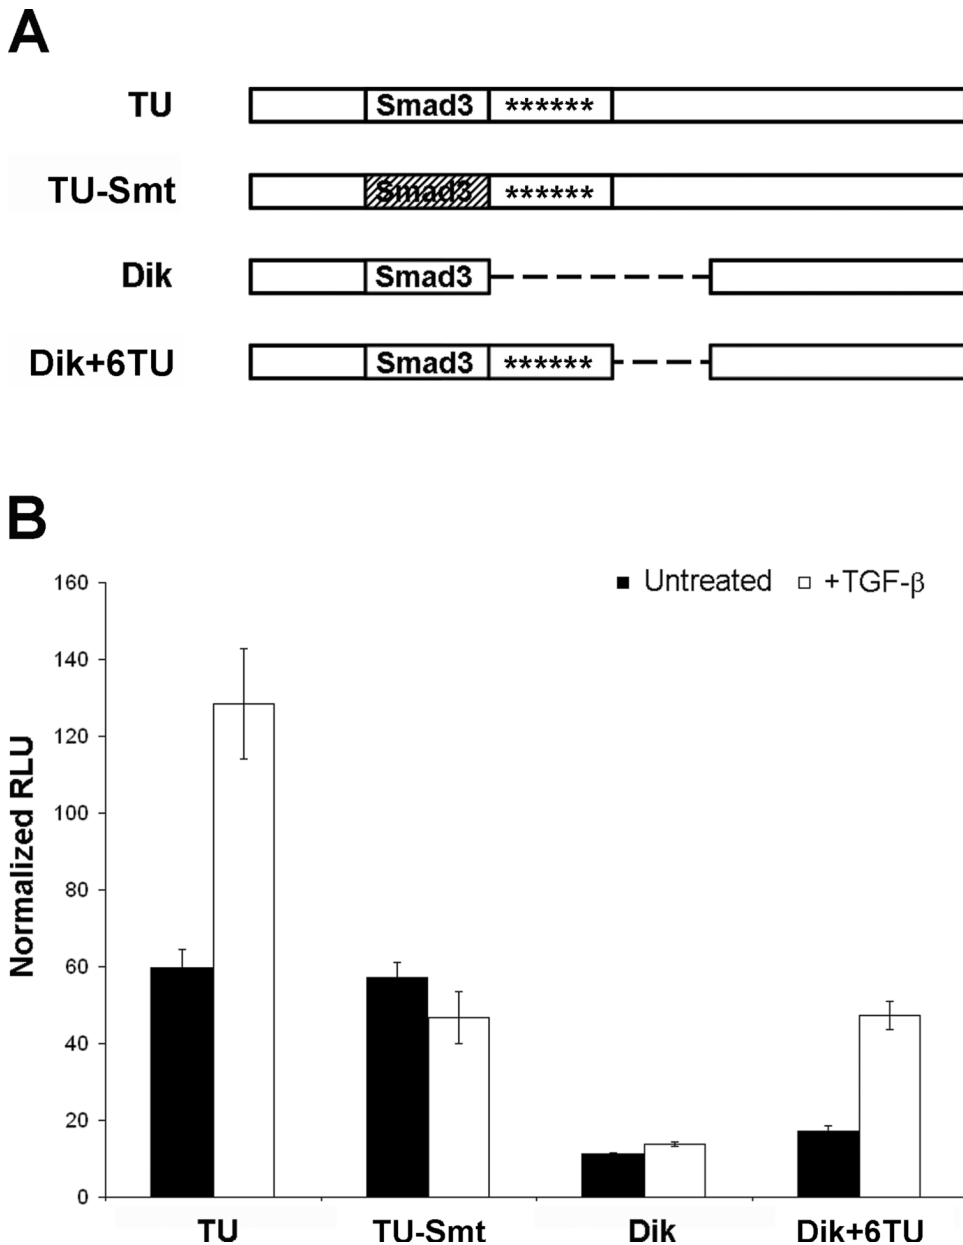 A
TU Smad3 ******
TU-Smt Smad3 ******
Dik Smad3
Dik+6TU Smad3 ******
B
Untreated +TGF-β
160
140
120
100
80
60
40
20
0
Normalized RLU
TU TU-Smt Dik Dik+6TU